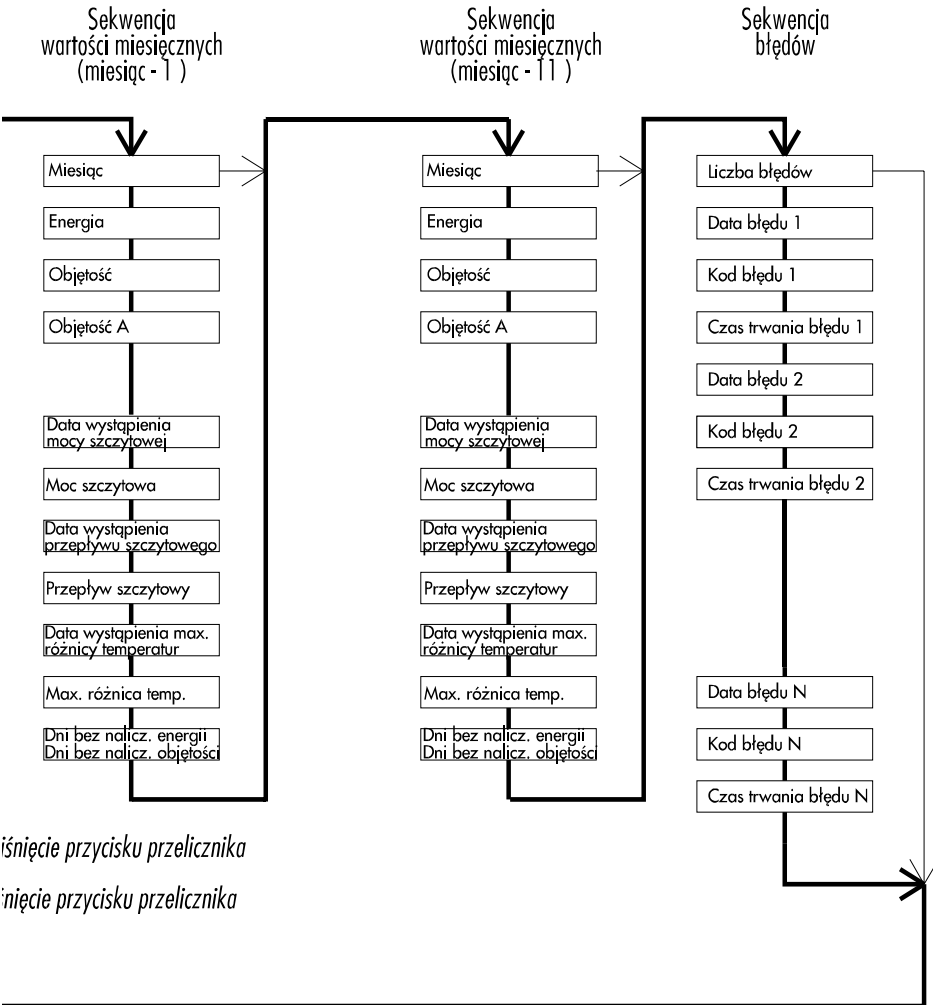 Sekwencja
wartości miesięcznych
(miesiąc - 1 )
Miesiąc
Energia
Objętość
Objętość A
Data wystąpienia
mocy szczytowej
Moc szczytowa
Data wystąpienia
przepływu szczytowego
Przepływ szczytowy
Data wystąpienia max.
różnicy temperatur
Max. różnica temp.
Dni bez nalicz. energii
Dni bez nalicz. objętości
Sekwencja
wartości miesięcznych
(miesiąc - 11 )
Miesiąc
Energia
Objętość
Objętość A
Data wystąpienia
mocy szczytowej
Moc szczytowa
Data wystąpienia
przepływu szczytowego
Przepływ szczytowy
Data wystąpienia max.
różnicy temperatur
Max. różnica temp.
Dni bez nalicz. energii
Dni bez nalicz. objętości
Sekwencja
błędów
Liczba błędów
Data błędu 1
Kod błędu 1
Czas trwania błędu 1
Data błędu 2
Kod błędu 2
Czas trwania błędu 2
Data błędu N
Kod błędu N
Czas trwania błędu N
iśnięcie przycisku przelicznika
śnięcie przycisku przelicznika